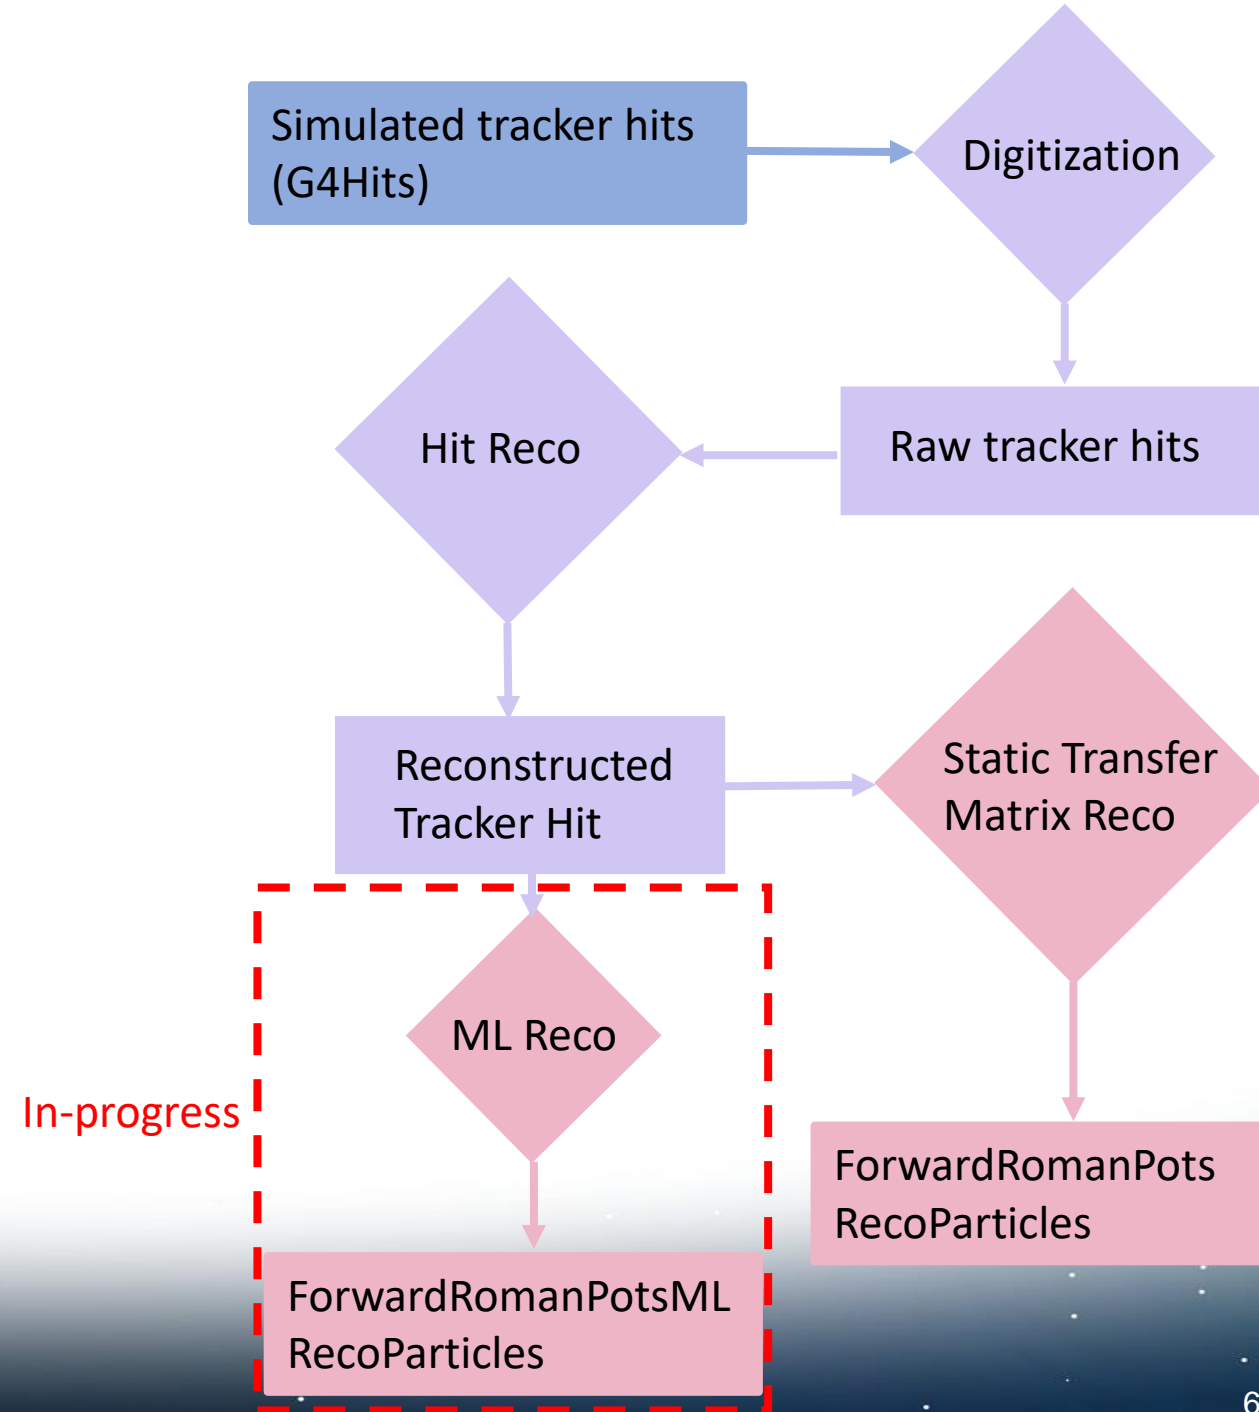 Simulated tracker hits
(G4Hits)
Digitization
Raw tracker hits
Hit Reco
Reconstructed
Tracker Hit
Static Transfer
Matrix Reco
ML Reco
In-progress
ForwardRomanPots
RecoParticles
ForwardRomanPotsML
RecoParticles
6